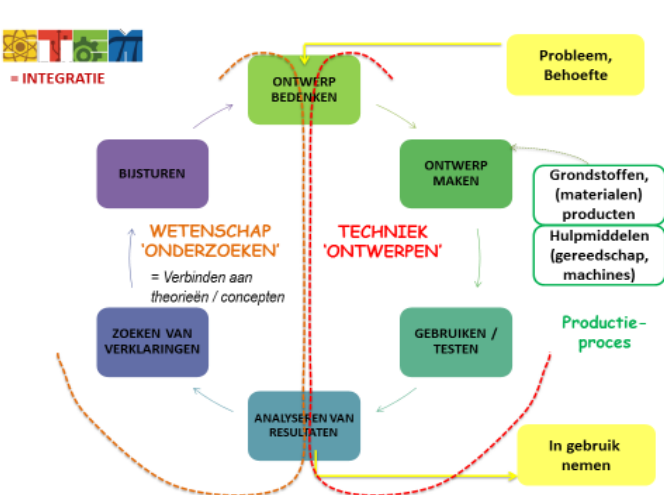 STEM
= INTEGRATIE
Probleem,
Behoefte
ONTWERP
BEDENKEN
BIJSTUREN
ONTWERP
MAKEN
Grondstoffen,
(materialen)
producten
Hulpmiddelen
(gereedschap,
machines)
WETENSCHAP
'ONDERZOEKEN'
= Verbinden aan
theorieën / concepten
TECHNIEK
'ONTWERPEN'
ZOEKEN VAN
VERKLARINGEN
GEBRUIKEN /
TESTEN
Productie-
proces
ANALYSEREN VAN
RESULTATEN
In gebruik
nemen